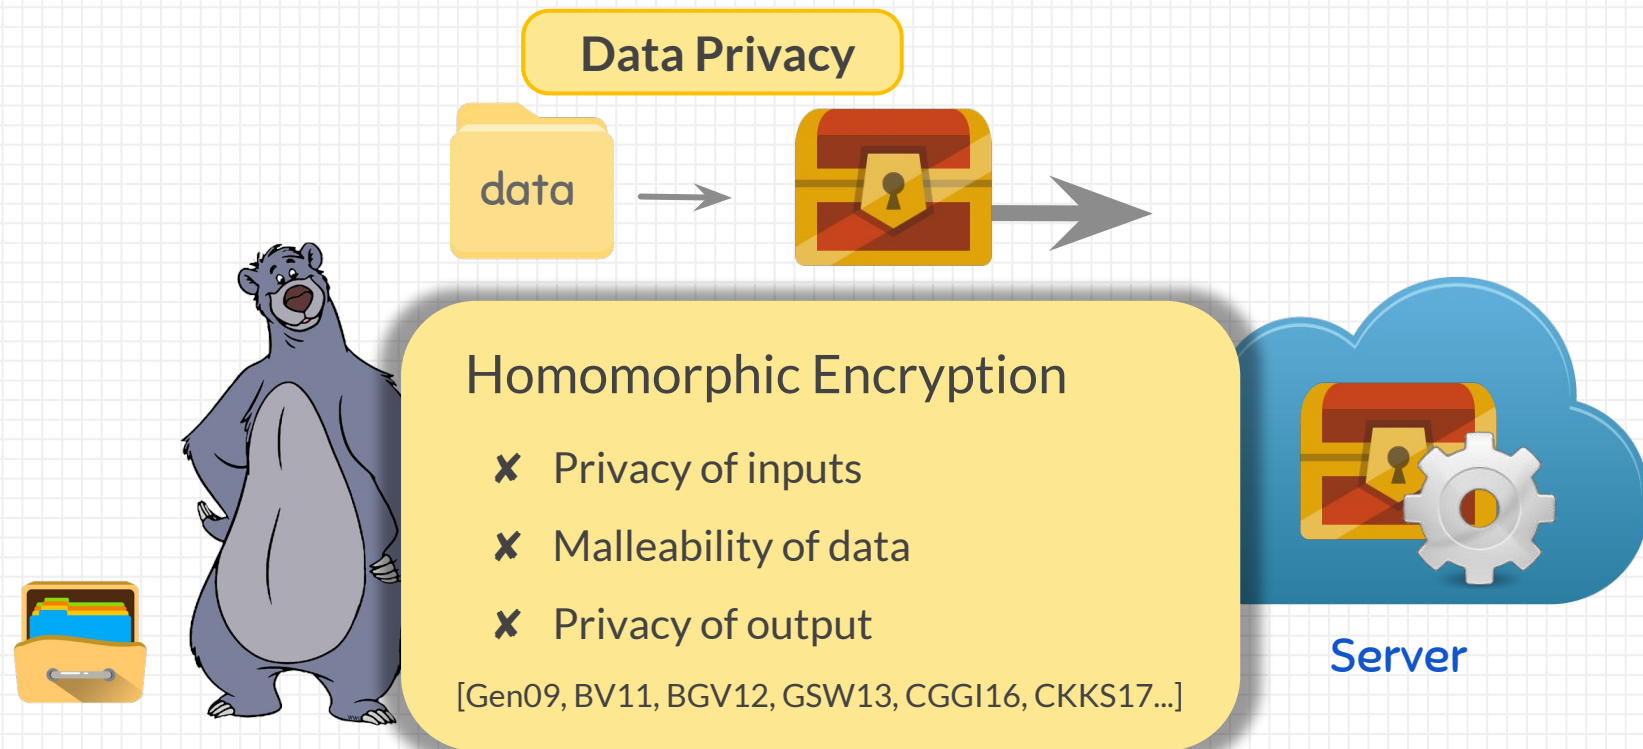 Data Privacy
data
Homomorphic Encryption
✘ Privacy of inputs
✘ Malleability of data
✘ Privacy of output
[Gen09, BV11, BGV12, GSW13, CGGI16, CKKS17...]
Server